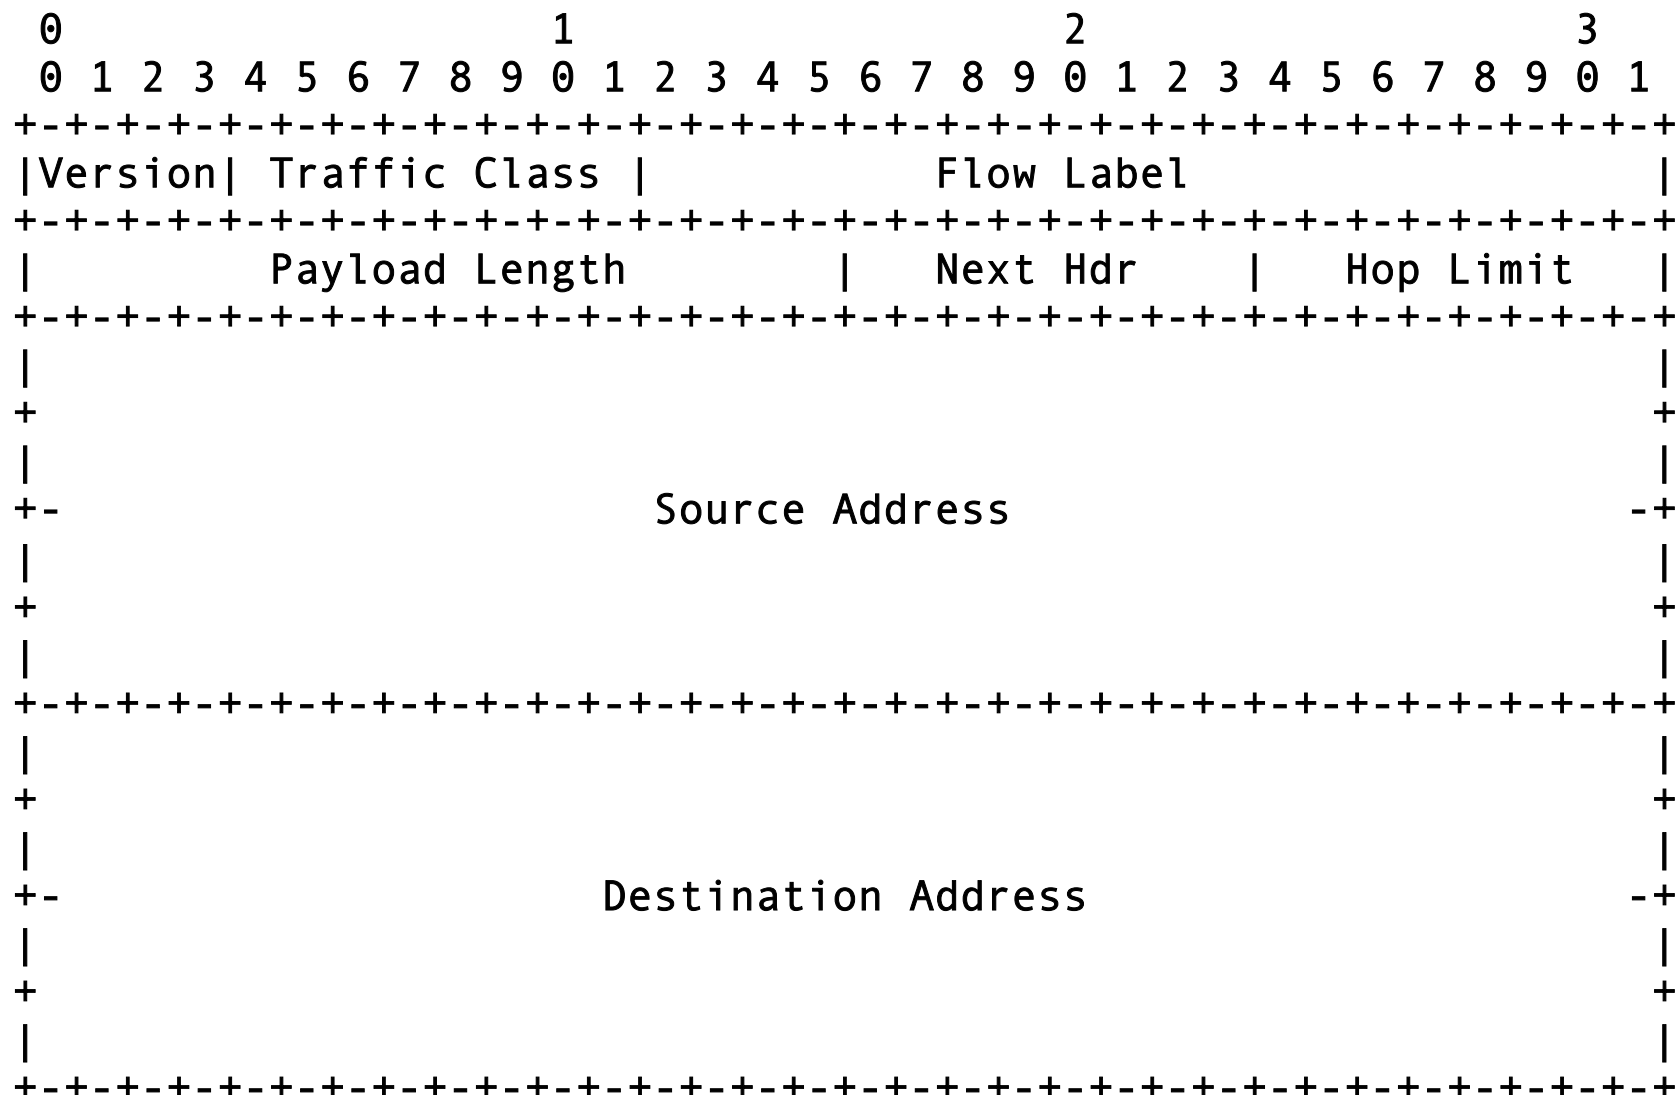 0                   1                   2                   3
 0 1 2 3 4 5 6 7 8 9 0 1 2 3 4 5 6 7 8 9 0 1 2 3 4 5 6 7 8 9 0 1
+-+-+-+-+-+-+-+-+-+-+-+-+-+-+-+-+-+-+-+-+-+-+-+-+-+-+-+-+-+-+-+-+
|Version| Traffic Class |           Flow Label                  |
+-+-+-+-+-+-+-+-+-+-+-+-+-+-+-+-+-+-+-+-+-+-+-+-+-+-+-+-+-+-+-+-+
|         Payload Length        |   Next Hdr    |   Hop Limit   |
+-+-+-+-+-+-+-+-+-+-+-+-+-+-+-+-+-+-+-+-+-+-+-+-+-+-+-+-+-+-+-+-+
|                                                               |
+                                                               +
|                                                               |
+-                       Source Address                        -+
|                                                               |
+                                                               +
|                                                               |
+-+-+-+-+-+-+-+-+-+-+-+-+-+-+-+-+-+-+-+-+-+-+-+-+-+-+-+-+-+-+-+-+
|                                                               |
+                                                               +
|                                                               |
+-                     Destination Address                     -+
|                                                               |
+                                                               +
|                                                               |
+-+-+-+-+-+-+-+-+-+-+-+-+-+-+-+-+-+-+-+-+-+-+-+-+-+-+-+-+-+-+-+-+